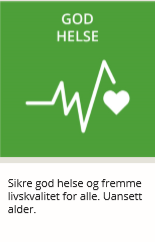 GOD
HELSE
Sikre god helse og fremme
livskvalitet for alle. Uansett
alder.